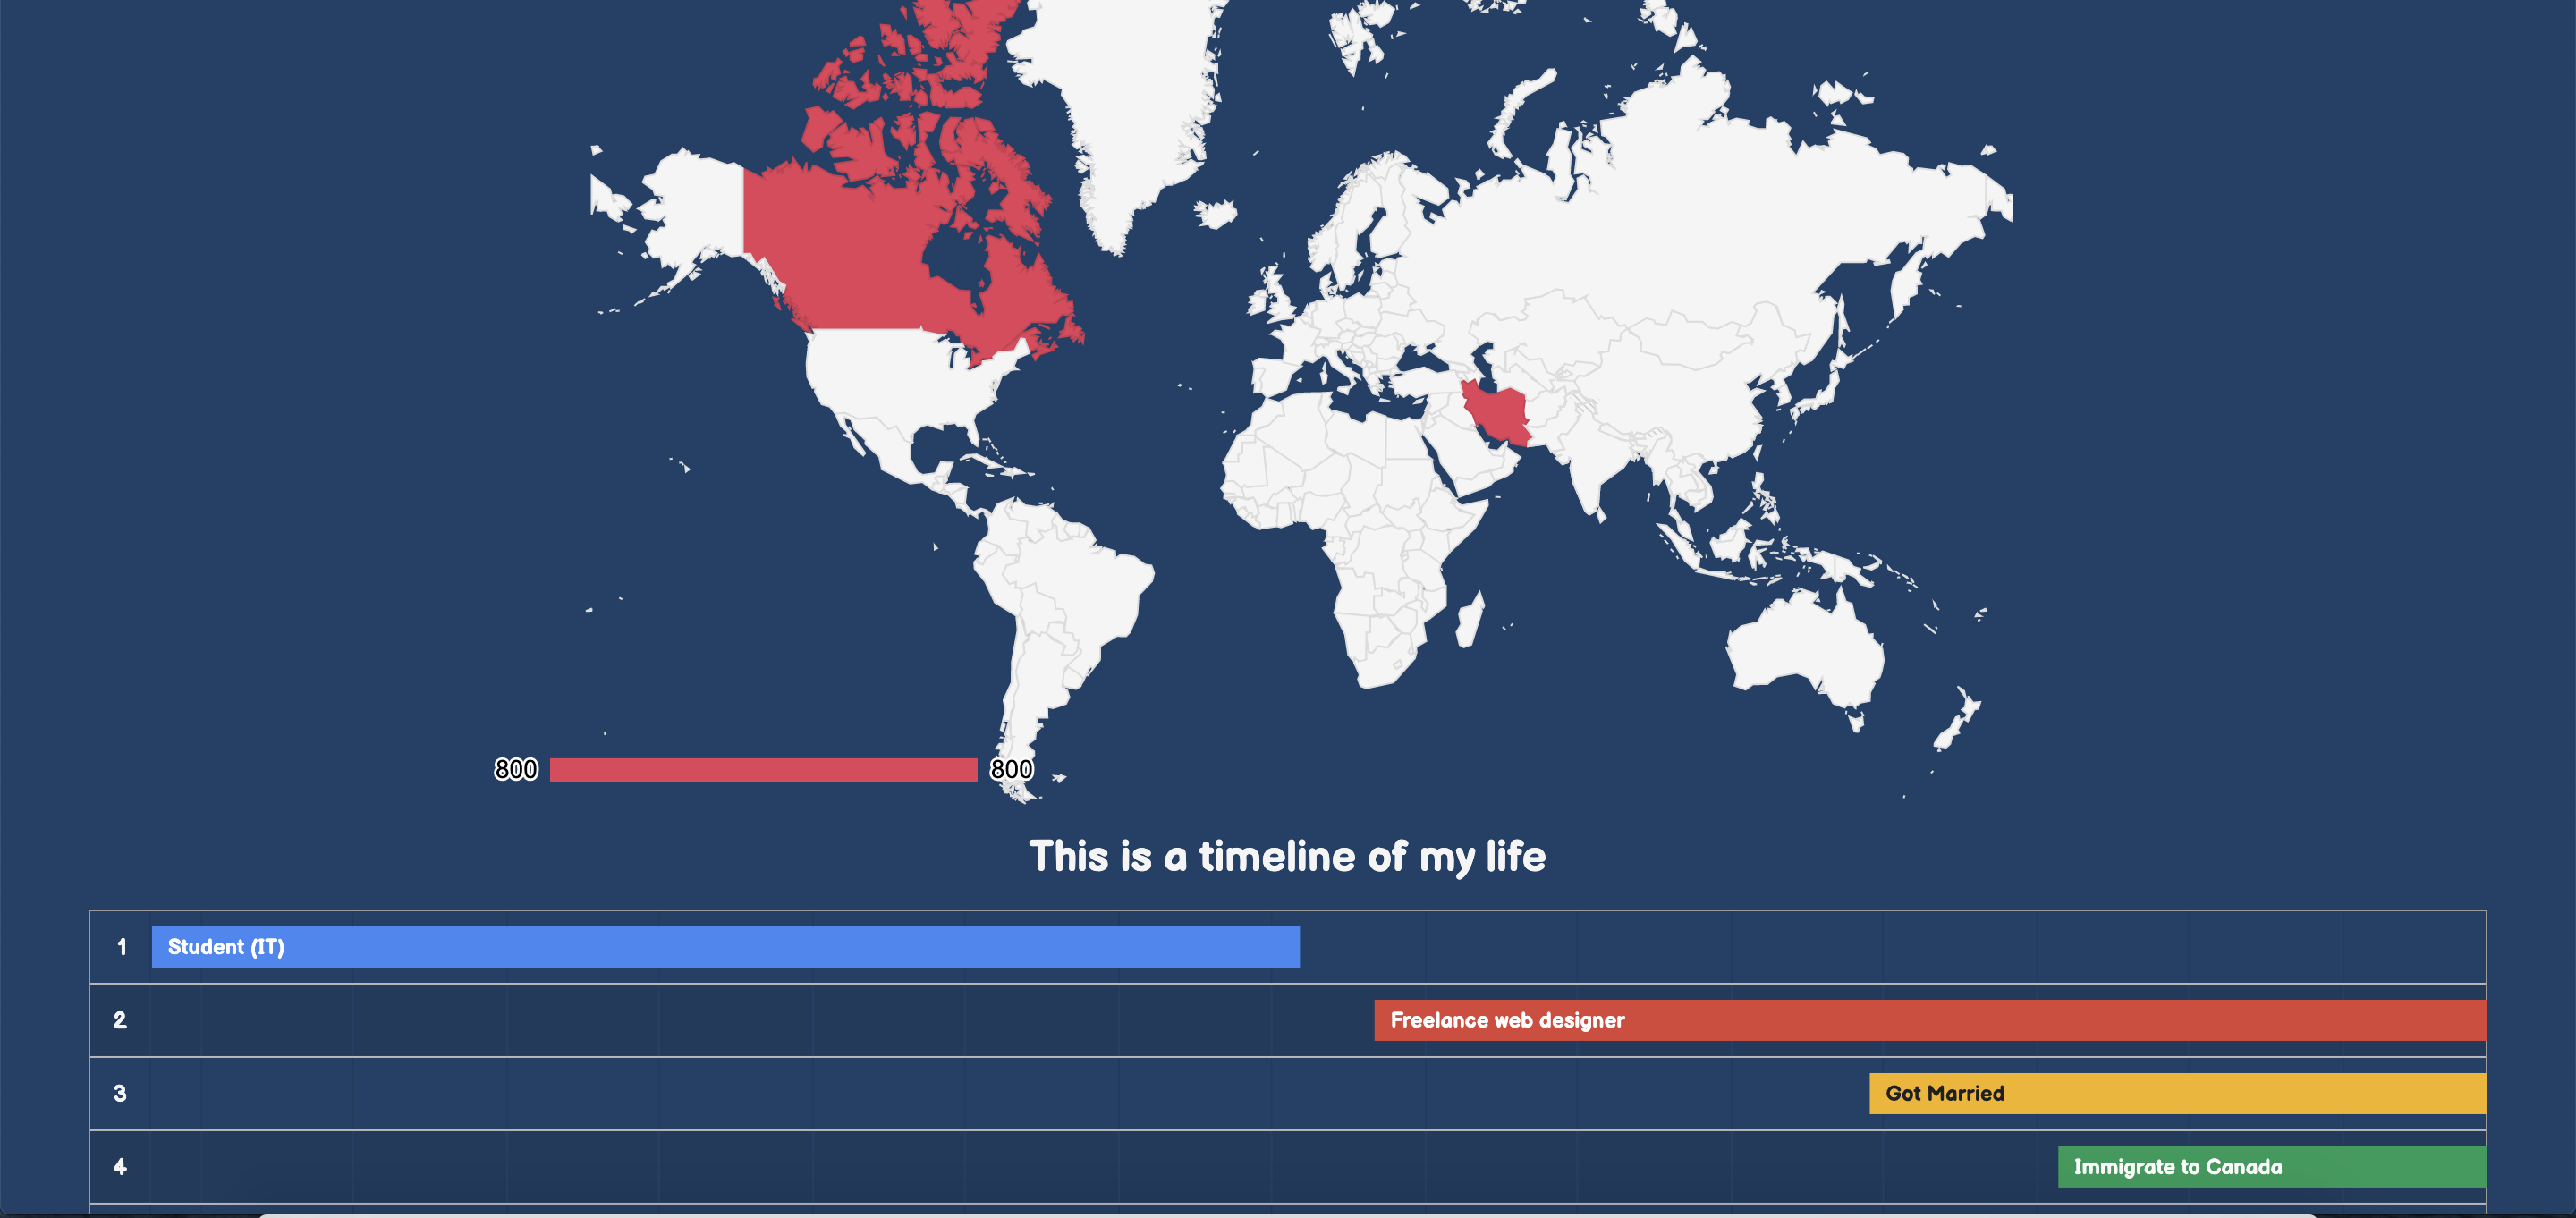 800 800
This is a timeline of my life
1 Student (IT)
2 Freelance web designer
3 Got Married
4 Immigrate to Canada